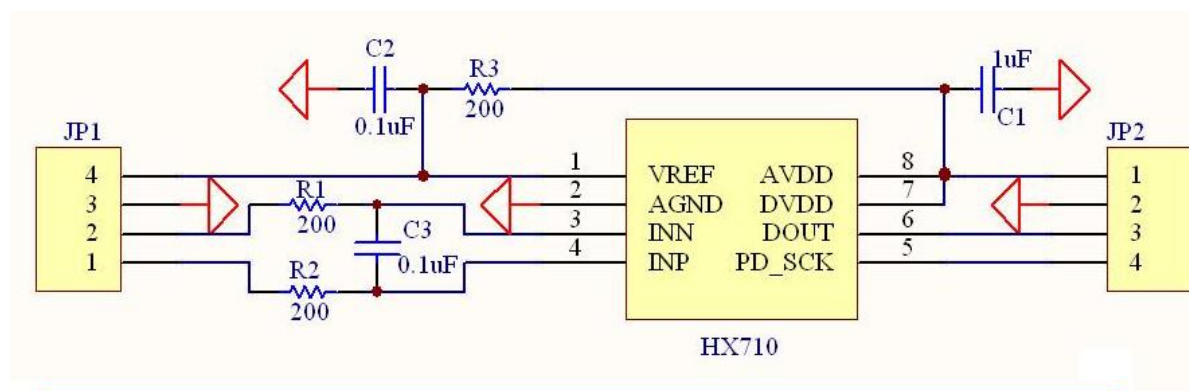 C2
R3
1uF
0.1uF
200
C1
JP1
JP2
4
1
VREF
AVDD
8
1
3
R1
2
AGND
DVDD
7
2
2
200
C3
3
INN
DOUT
6
3
1
0.1uF
4
INP
PD_SCK
5
4
R2
200
HX710